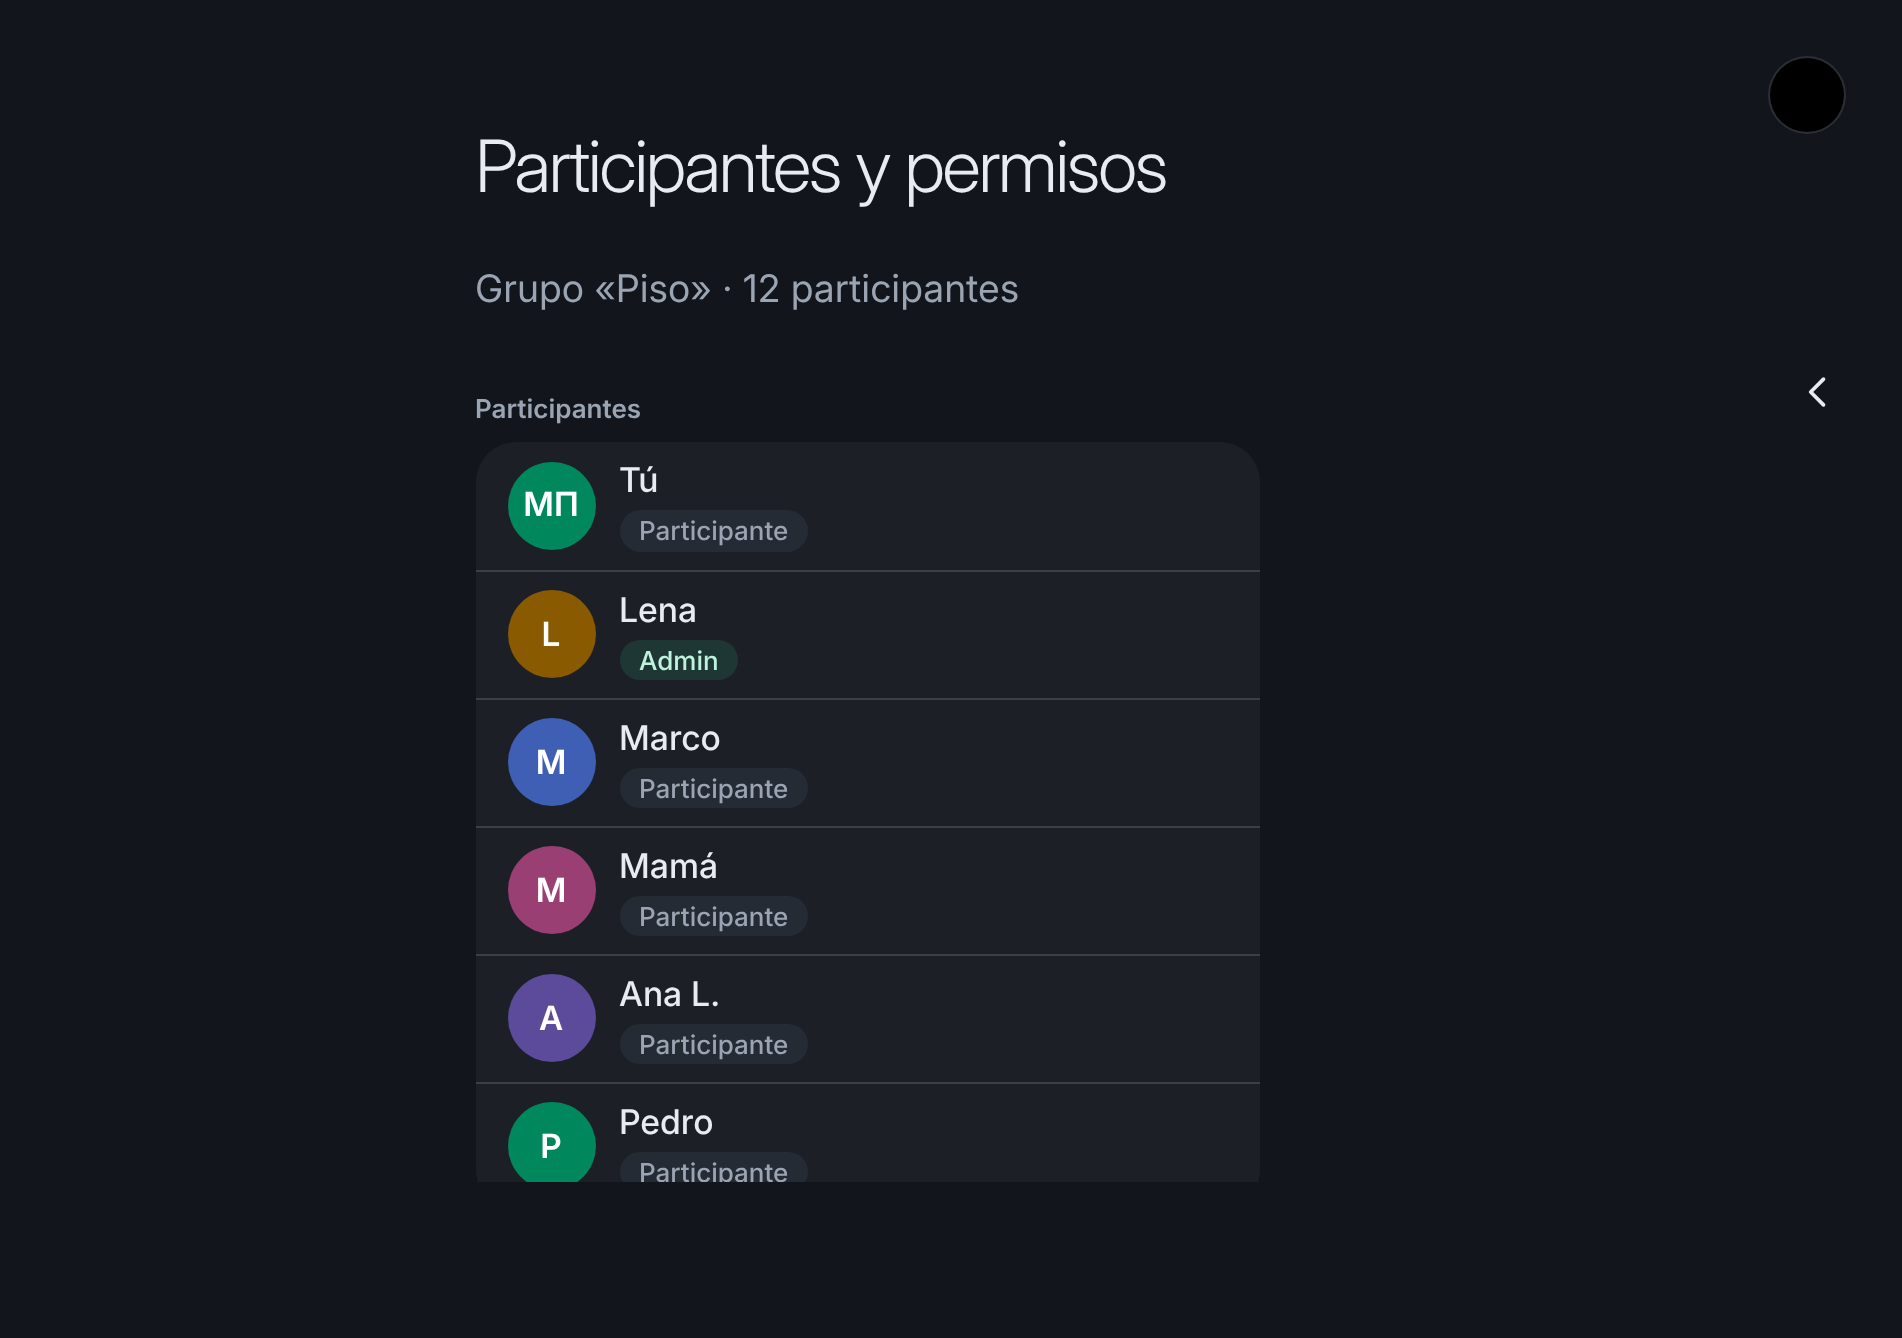 Participantes y permisos
Grupo «Piso» · 12 participantes
Participantes
МП
Tú
Participante
L
Lena
Admin
M
Marco
Participante
M
Mamá
Participante
A
Ana L.
Participante
P
Pedro
Participante